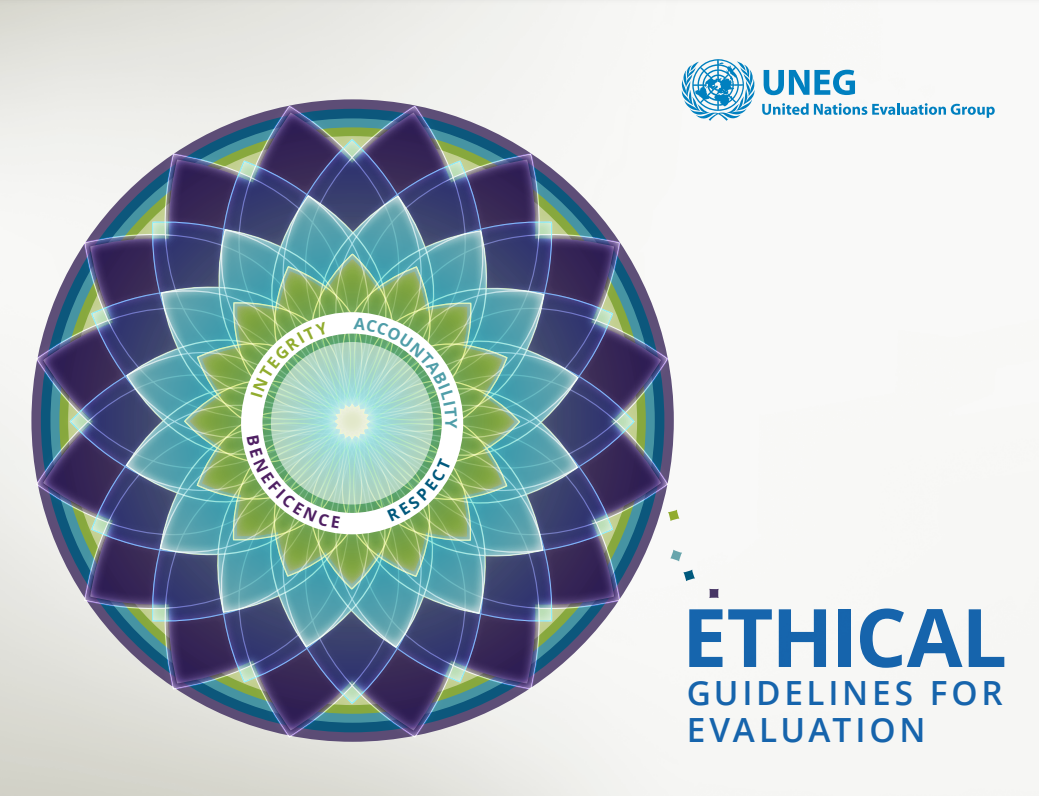 UNEG
United Nations Evaluation Group
INTEGRITY
ACCOUNTABILITY
RESPECT
BENEFICENCE
ETHICAL
GUIDELINES FOR
EVALUATION